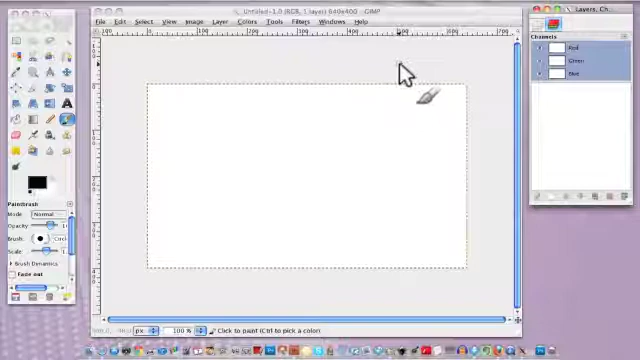 Untitled-1.0 (RGB, 1 layer) 640x400 – GIMP
File Edit Select View Image Layer Colors Tools Filters Windows Help
Layers, Ch
Channels
Red
Green
Blue
Paintbrush
Mode: Normal
Opacity:
Brush: Circl
Scale:
Brush Dynamics
Fade out
px 100 % Click to paint (Ctrl to pick a color)